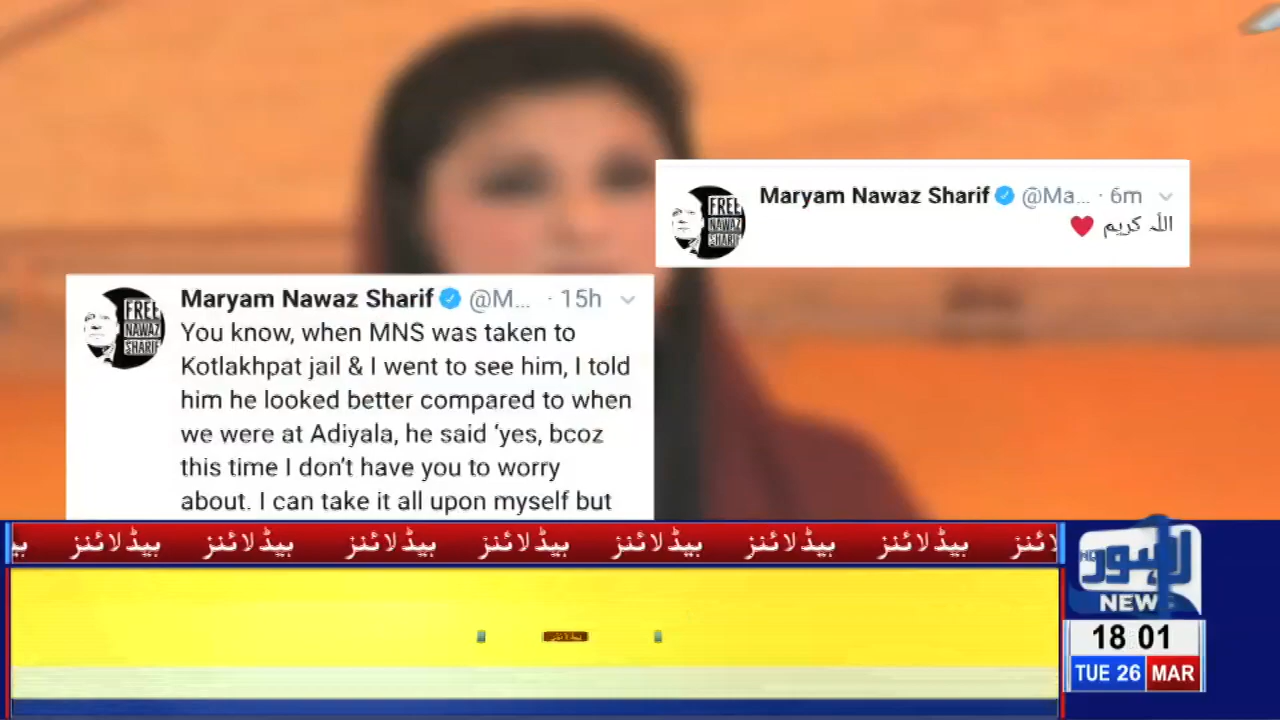 Maryam Nawaz Sharif @Ma... · 6m
اللہ کریم ❤
FREE
NAWAZ
SHARIF
Maryam Nawaz Sharif @M... · 15h
You know, when MNS was taken to
Kotlakhpat jail & I went to see him, I told
him he looked better compared to when
we were at Adiyala, he said ‘yes, bcoz
this time I don’t have you to worry
about. I can take it all upon myself but
FREE
NAWAZ
SHARIF
ہیڈلائنز ہیڈلائنز ہیڈلائنز ہیڈلائنز ہیڈلائنز ہیڈلائنز ہیڈلائنز
ہیڈلائنز
لاہور
HD
NEWS
18 01
TUE 26 MAR